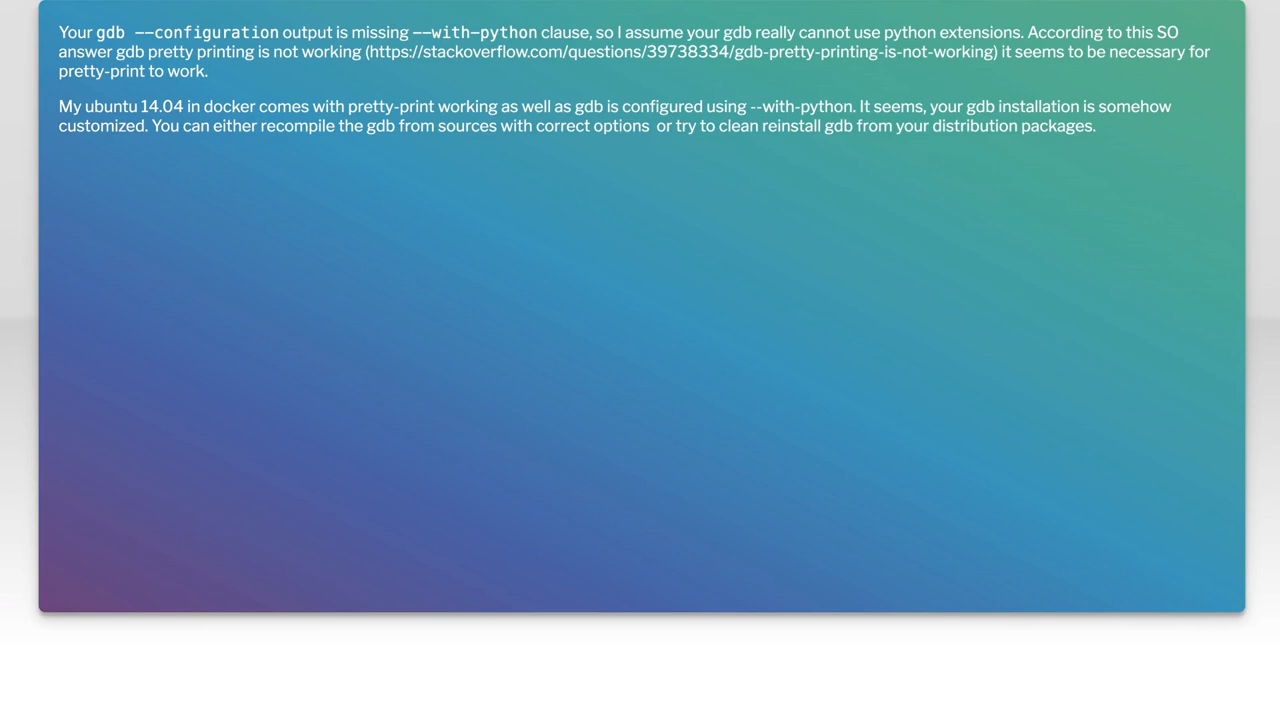 Your gdb --configuration output is missing --with-python clause, so I assume your gdb really cannot use python extensions. According to this SO
answer gdb pretty printing is not working (https://stackoverflow.com/questions/39738334/gdb-pretty-printing-is-not-working) it seems to be necessary for
pretty-print to work.
My ubuntu 14.04 in docker comes with pretty-print working as well as gdb is configured using --with-python. It seems, your gdb installation is somehow
customized. You can either recompile the gdb from sources with correct options or try to clean reinstall gdb from your distribution packages.